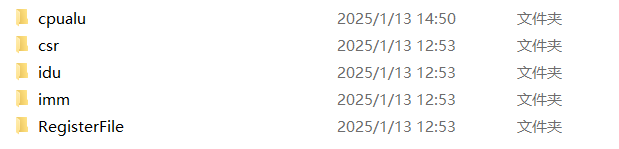 cpualu 2025/1/13 14:50 文件夹
csr 2025/1/13 12:53 文件夹
idu 2025/1/13 12:53 文件夹
imm 2025/1/13 12:53 文件夹
RegisterFile 2025/1/13 12:53 文件夹